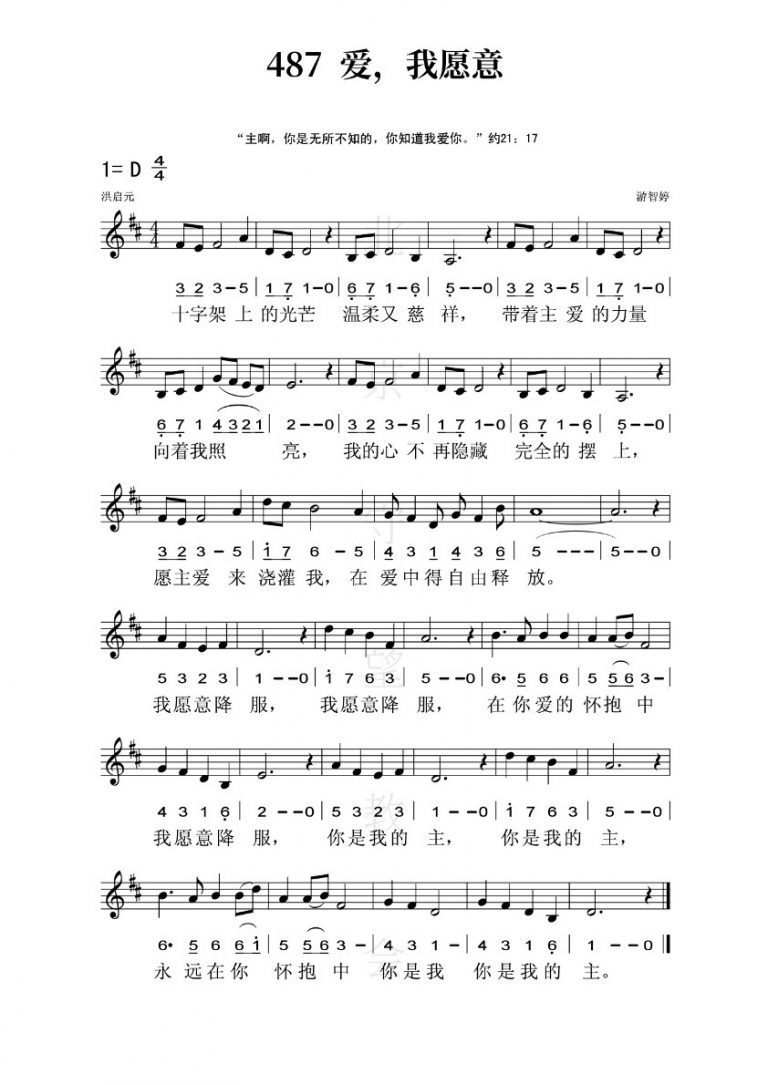 487 爱，我愿意
“主啊，你是无所不知的，你知道我爱你。”约21：17
1= D 4/4
洪启元 游智婷
3 2 3-5 | 1 7 1-0 | 6 7 1-6 | 5--0 | 3 2 3-5 | 1 7 1-0
十字架上的光芒 温柔又慈祥，带着主爱的力量
6 7 1 4 3 2 1 | 2--0 | 3 2 3-5 | 1 7 1-0 | 6 7 1-6 | 5--0
向着我照亮，我的心不再隐藏 完全的摆上，
3 2 3-5 | 1 7 6-5 | 4 3 1 4 3 6 | 5--- | 5--0
愿主爱来浇灌我，在爱中得自由释放。
5 3 2 3 | 1--0 | 1 7 6 3 | 5--0 | 6· 5 6 6 | 5 5 6 3-
我愿意降服，我愿意降服，在你爱的怀抱中
4 3 1 6 | 2--0 | 5 3 2 3 | 1--0 | 1 7 6 3 | 5--0
我愿意降服，你是我的主，你是我的主，
6· 5 6 6 1 | 5 5 6 3- | 4 3 1- | 4 3 1 6 | 1--0
永远在你怀抱中 你是我 你是我的主。
北京守望教会